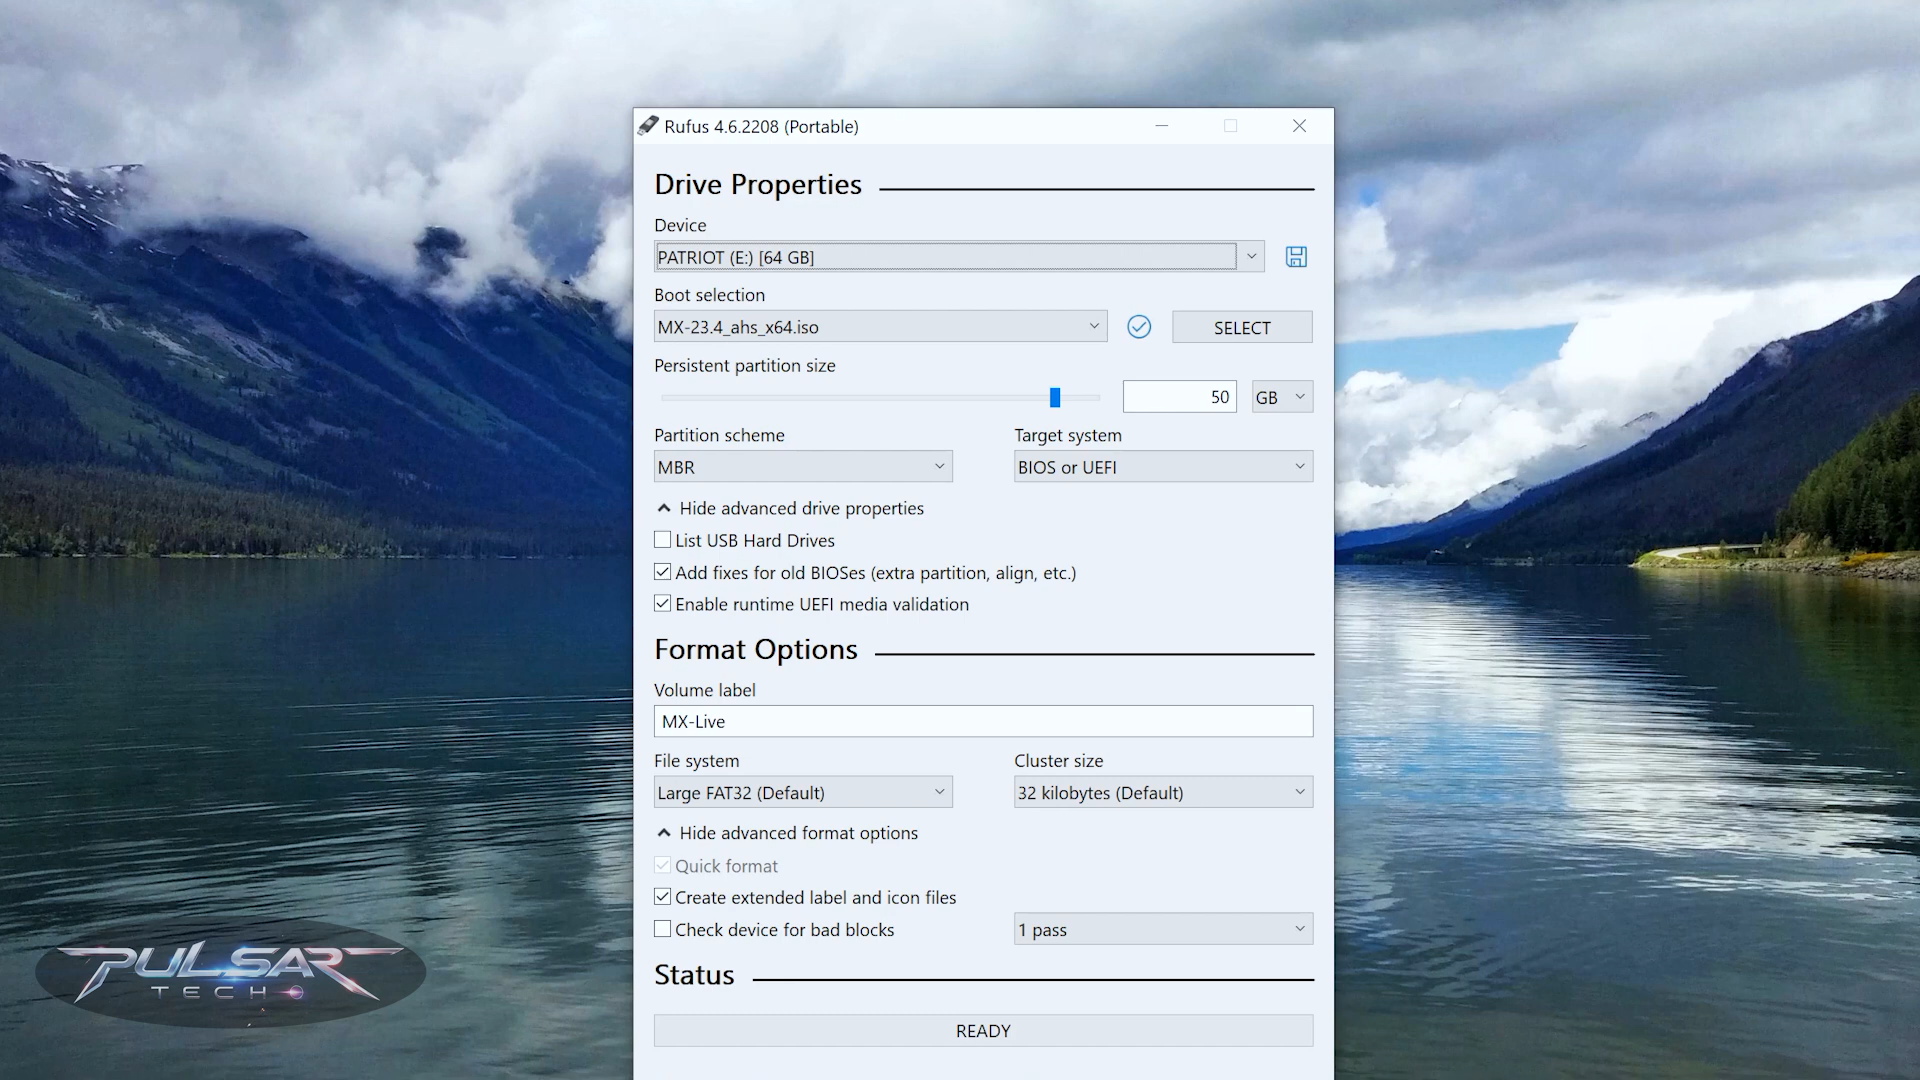 Rufus 4.6.2208 (Portable)
Drive Properties
Device
PATRIOT (E:) [64 GB]
Boot selection
MX-23.4_ahs_x64.iso
SELECT
Persistent partition size
50 GB
Partition scheme Target system
MBR BIOS or UEFI
Hide advanced drive properties
List USB Hard Drives
Add fixes for old BIOSes (extra partition, align, etc.)
Enable runtime UEFI media validation
Format Options
Volume label
MX-Live
File system Cluster size
Large FAT32 (Default) 32 kilobytes (Default)
Hide advanced format options
Quick format
Create extended label and icon files
Check device for bad blocks 1 pass
Status
READY
PULSAR
TECH